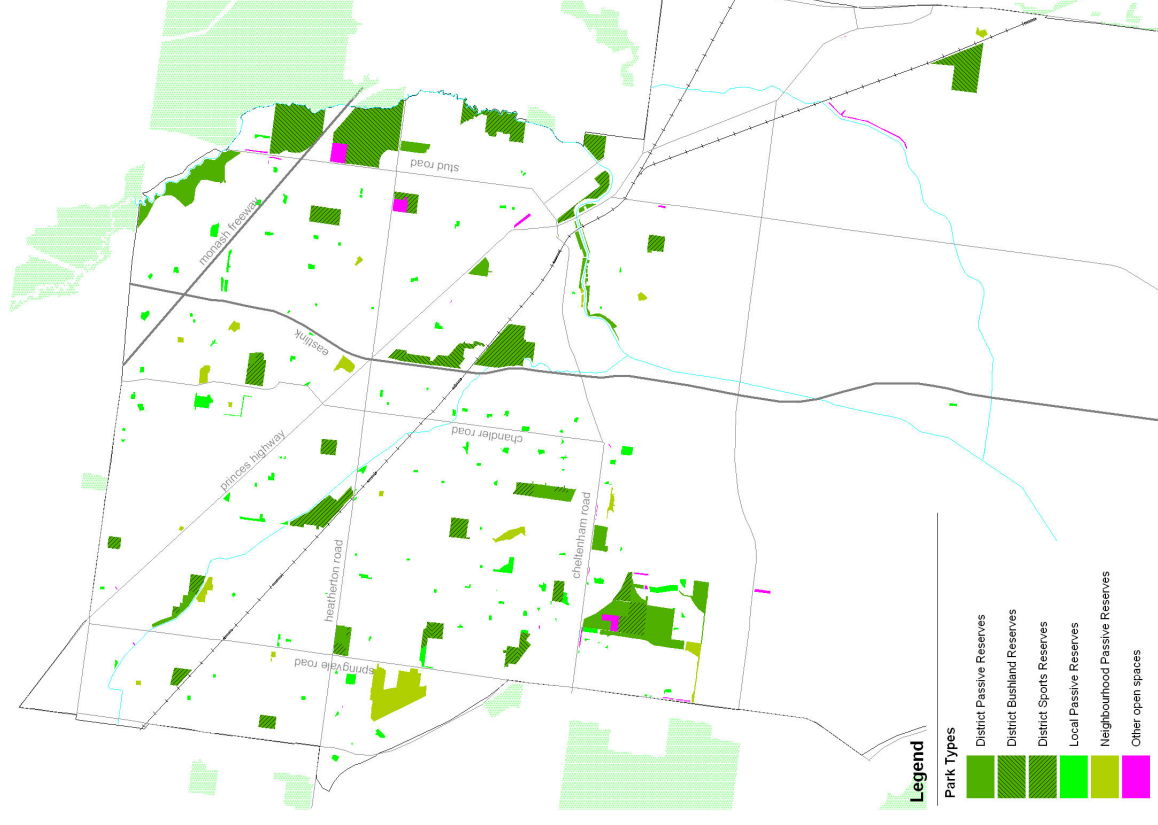 monash freeway
stud road
eastlink
princes highway
chandler road
heatherton road
cheltenham road
springvale road
Legend
Park Types
District Passive Reserves
District Bushland Reserves
District Sports Reserves
Local Passive Reserves
Neighbourhood Passive Reserves
Other open spaces